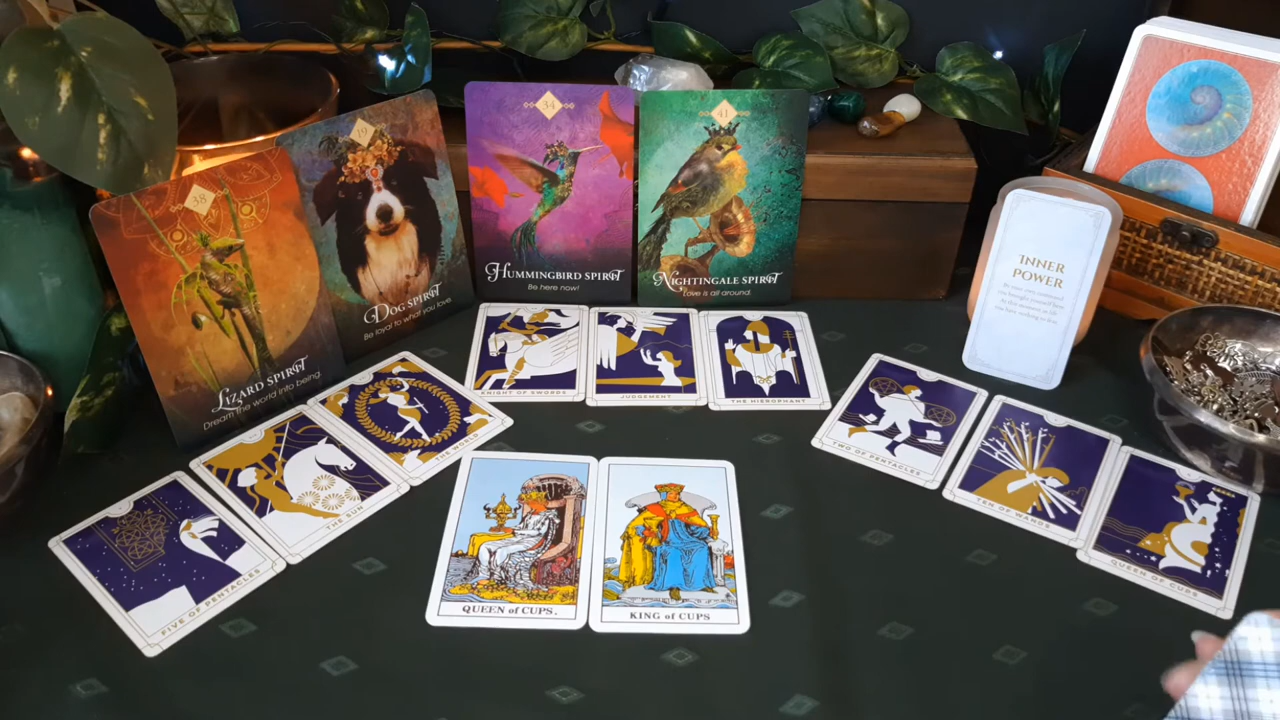 38
LIZARD SPIRIT
Dream the world into being.
19
DOG SPIRIT
Be loyal to what you love.
34
HUMMINGBIRD SPIRIT
Be here now!
41
NIGHTINGALE SPIRIT
Love is all around.
INNER
POWER
FIVE OF PENTACLES
THE SUN
THE WORLD
KNIGHT OF SWORDS
JUDGEMENT
THE HIEROPHANT
TWO OF PENTACLES
TEN OF WANDS
QUEEN OF CUPS
QUEEN of CUPS.
KING of CUPS